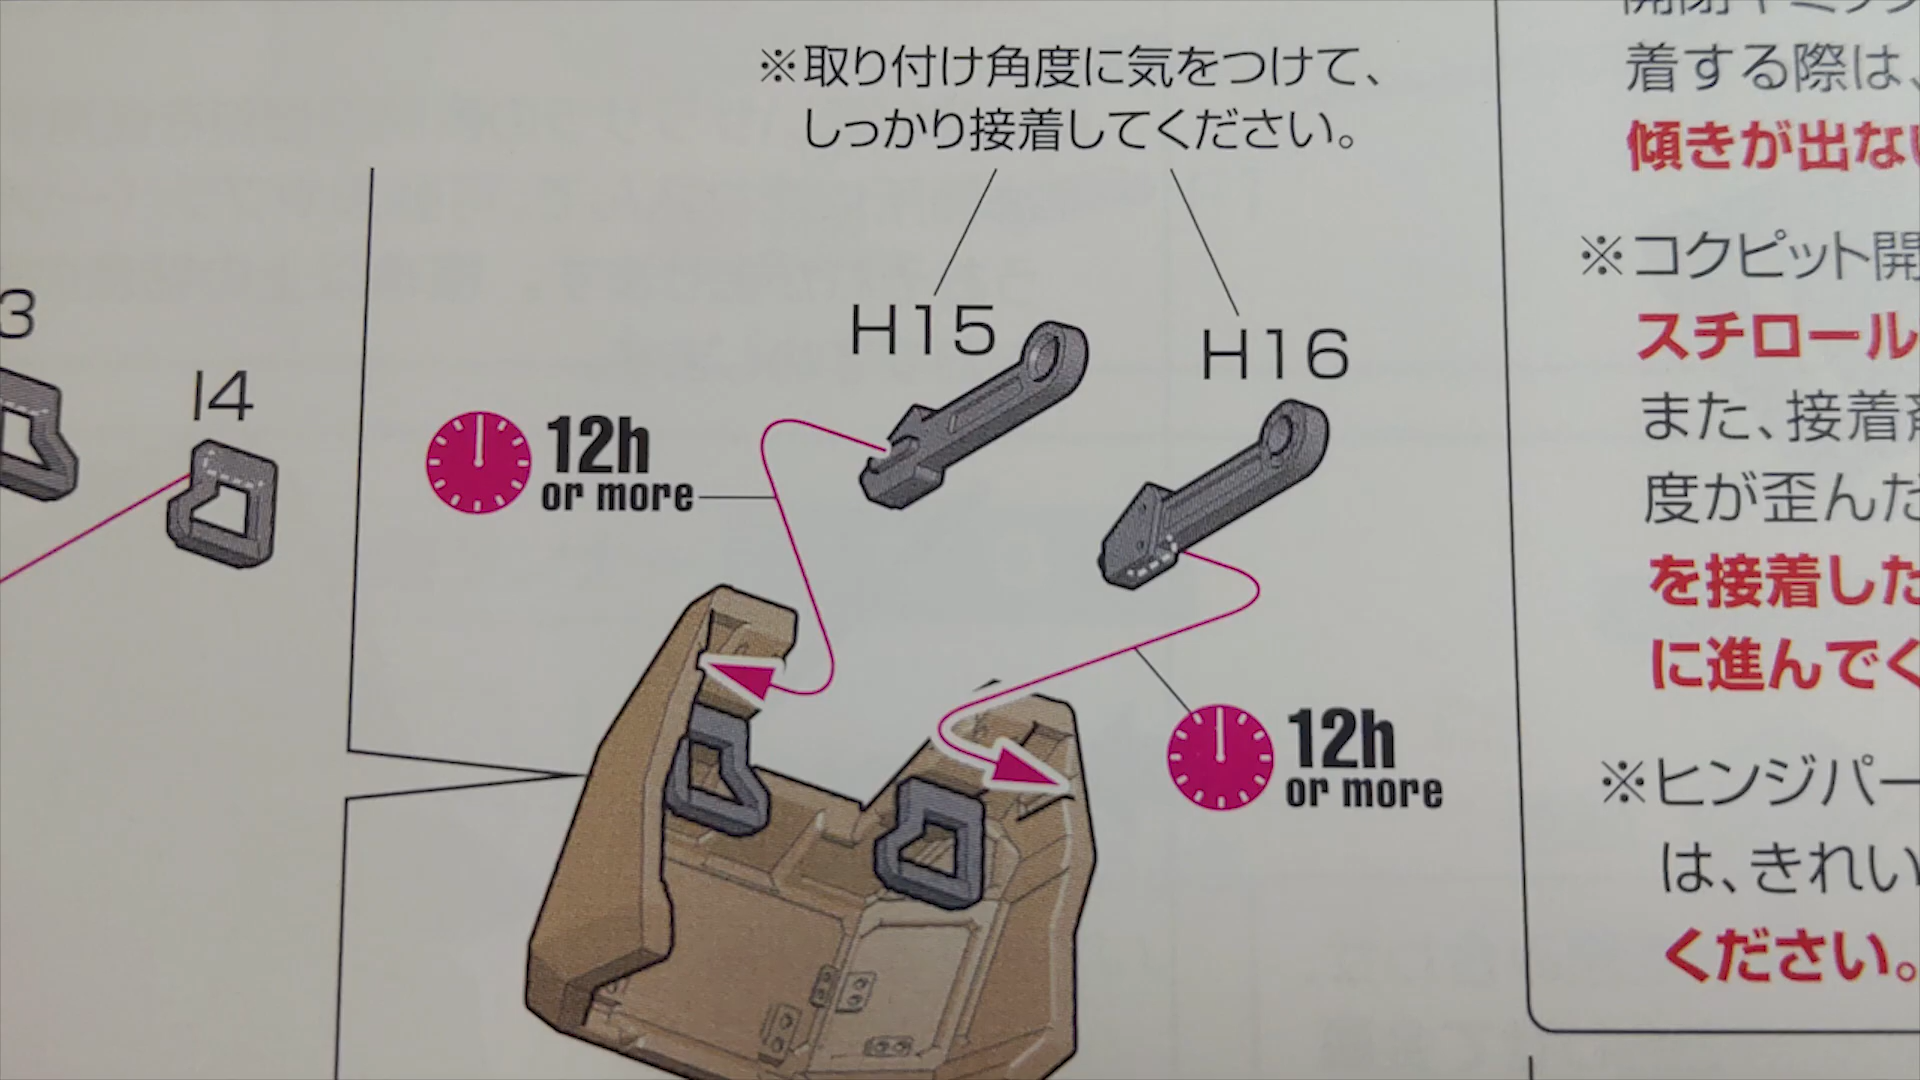 ※取り付け角度に気をつけて、
しっかり接着してください。
H15
H16
3
I4
12h
or more
12h
or more
着する際は、
傾きが出ない
※コクピット開
スチロール
また、接着剤
度が歪んだ
を接着した
に進んでく
※ヒンジパー
は、きれい
ください。